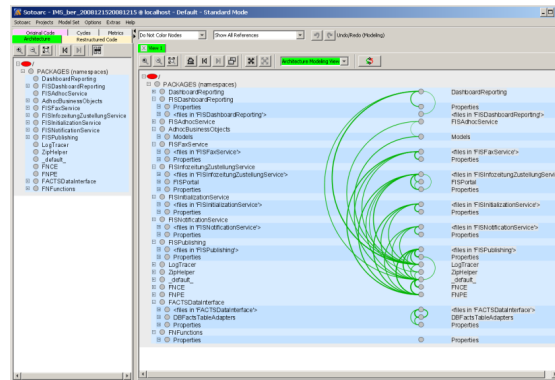 Sotoarc - IMS_ber_20081215200812 15 @ localhost - Default - Standard Mode
Sotoarc Projects Model Set Options Extras Help
Original Code Cycles Metrics
Architecture Restructured Code
Do Not Color Nodes Show All References Undo/Redo (Modeling)
View 1
Architecture Modeling View
/
PACKAGES (namespaces)
DashboardReporting
FISDashboardReporting
FISAdhocService
AdhocBusinessObjects
FISFaxService
FISInfozeitungZustellungService
FISInitializationService
FISNotificationService
FISPublishing
LogTracer
ZipHelper
_default_
FNCE
FNPE
FACTSDataInterface
FNFunctions
/
PACKAGES (namespaces)
DashboardReporting DashboardReporting
FISDashboardReporting
Properties Properties
<files in 'FISDashboardReporting'> <files in 'FISDashboardReporting'>
FISAdhocService FISAdhocService
AdhocBusinessObjects
Models Models
FISFaxService
<files in 'FISFaxService'> <files in 'FISFaxService'>
Properties Properties
FISInfozeitungZustellungService
<files in 'FISInfozeitungZustellungService'> <files in 'FISInfozeitungZustellungServi
FISPortal FISPortal
Properties Properties
FISInitializationService
<files in 'FISInitializationService'> <files in 'FISInitializationService'>
Properties Properties
FISNotificationService
<files in 'FISNotificationService'> <files in 'FISNotificationService'>
Properties Properties
FISPublishing
<files in 'FISPublishing'> <files in 'FISPublishing'>
Properties Properties
LogTracer LogTracer
ZipHelper ZipHelper
_default_ _default_
FNCE FNCE
FNPE FNPE
FACTSDataInterface
<files in 'FACTSDataInterface'> <files in 'FACTSDataInterface'>
DBFactsTableAdapters DBFactsTableAdapters
Properties Properties
FNFunctions
Properties Properties